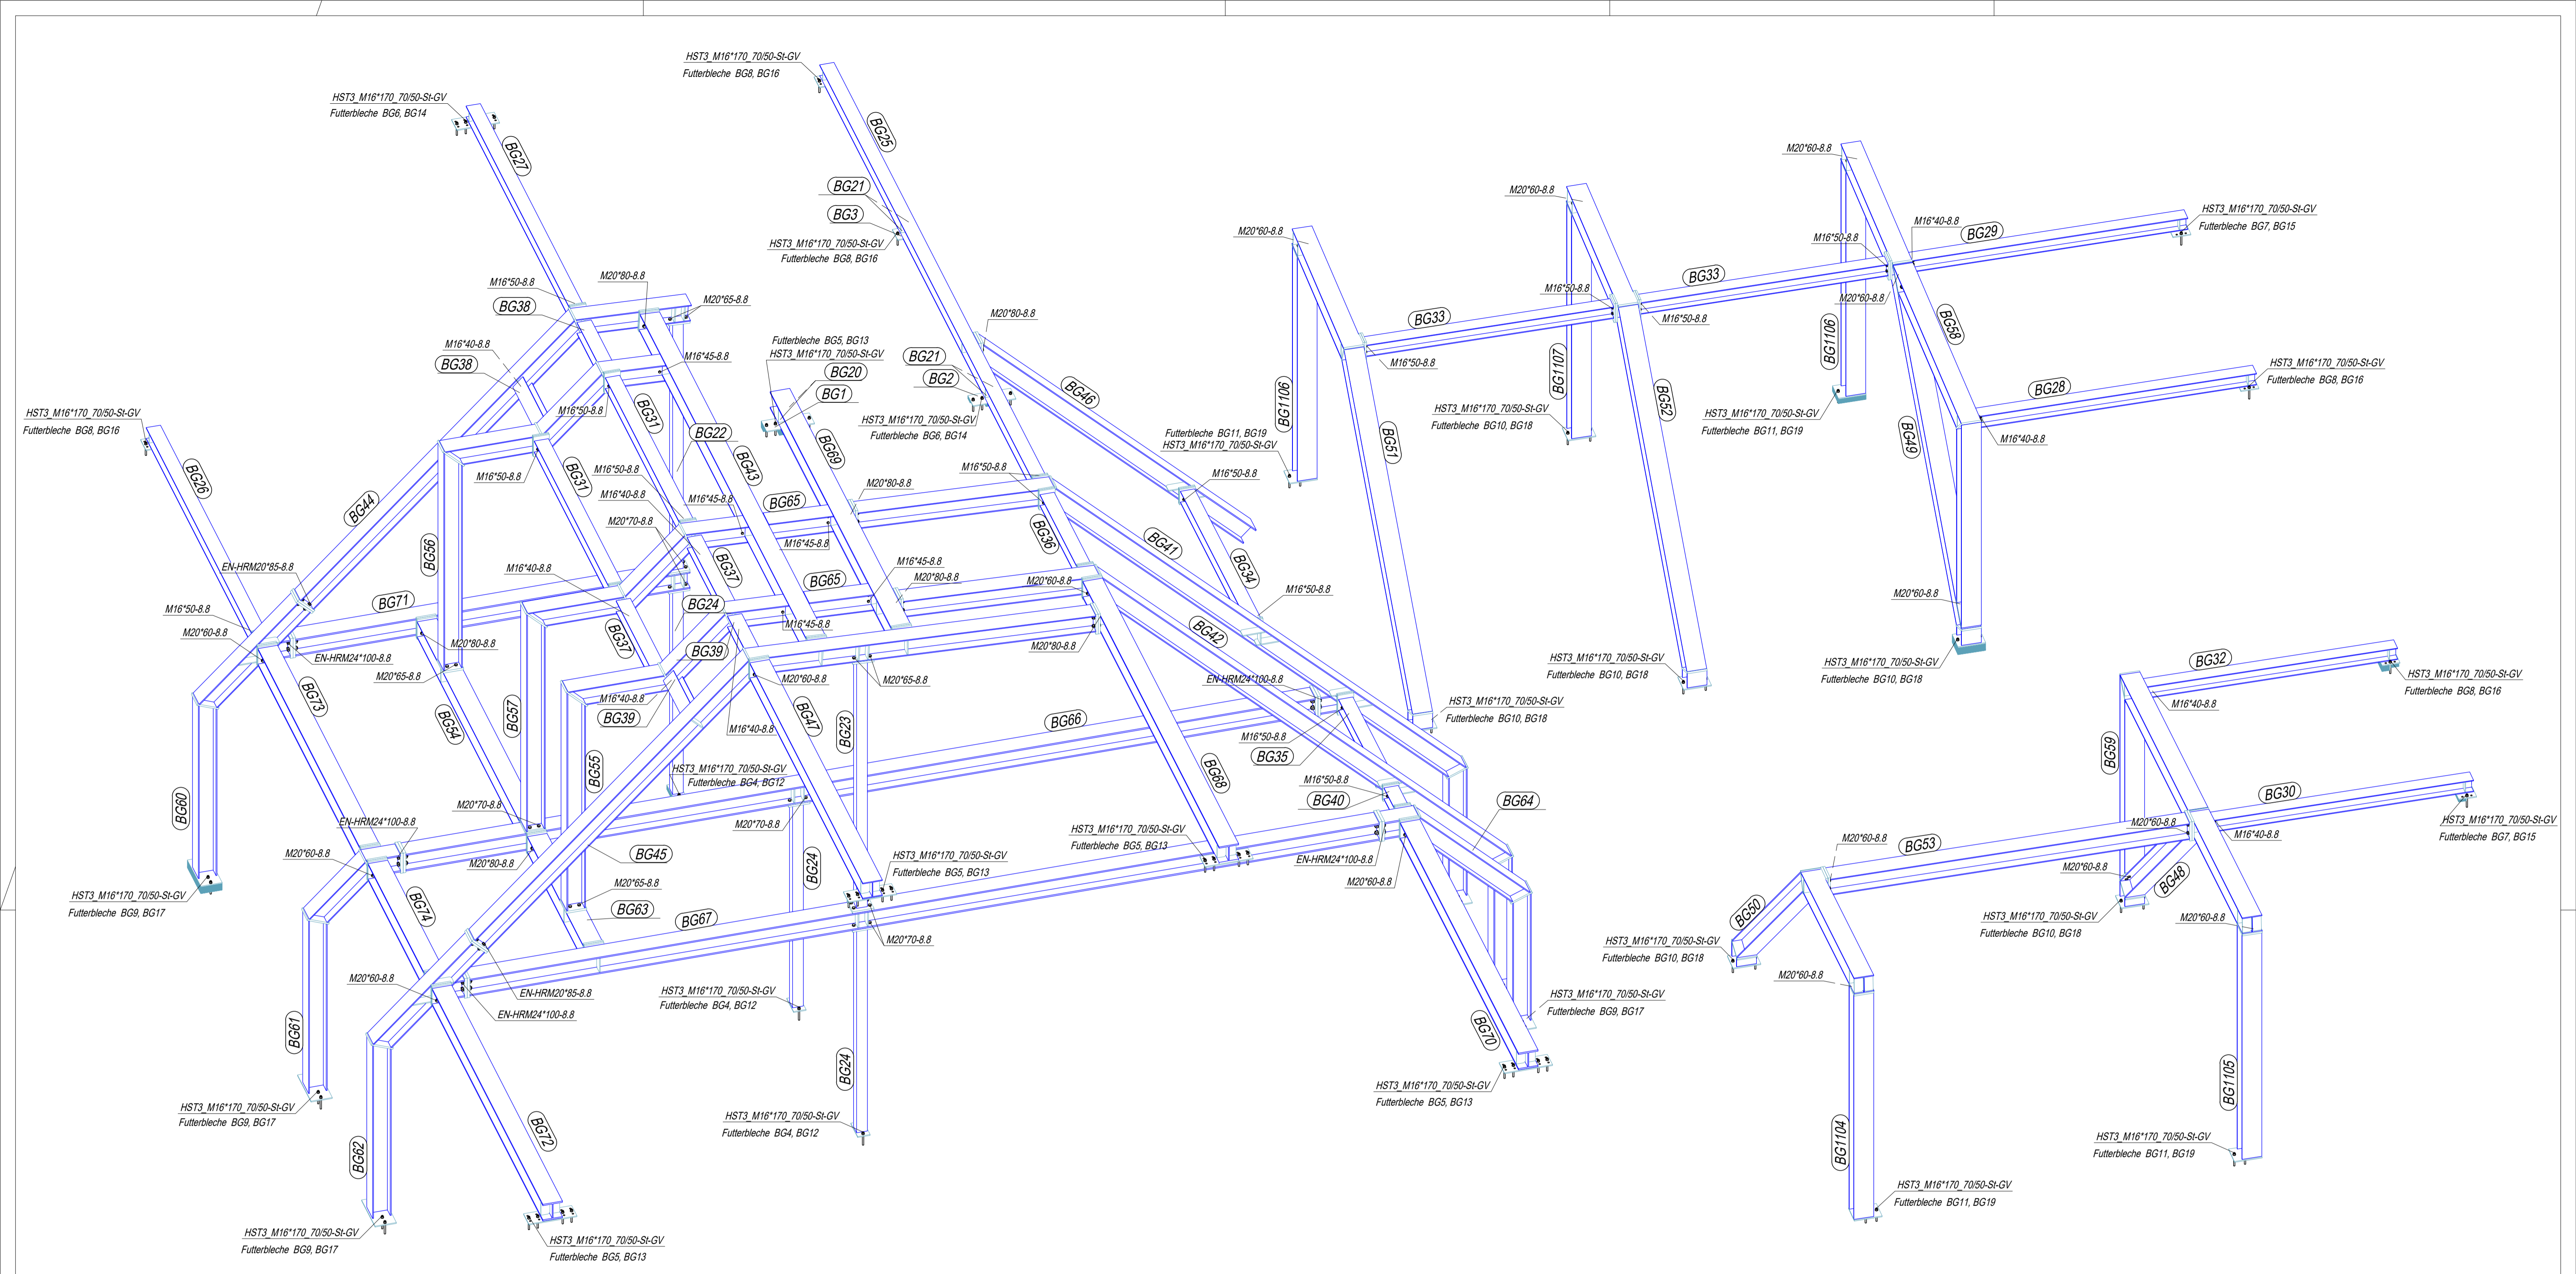 HST3_M16*170_70/50-St-GV
Futterbleche BG8, BG16
HST3_M16*170_70/50-St-GV
Futterbleche BG6, BG14
BG27
BG25
BG21
BG3
HST3_M16*170_70/50-St-GV
Futterbleche BG8, BG16
M20*60-8.8
M20*60-8.8
M20*60-8.8
HST3_M16*170_70/50-St-GV
Futterbleche BG7, BG15
M16*40-8.8
BG29
M16*50-8.8
BG33
M20*60-8.8
M16*50-8.8
M16*50-8.8
BG33
M16*50-8.8
BG1106
BG58
BG1107
BG1106
BG52
BG51
BG49
BG28
HST3_M16*170_70/50-St-GV
Futterbleche BG8, BG16
M16*40-8.8
HST3_M16*170_70/50-St-GV
Futterbleche BG10, BG18
HST3_M16*170_70/50-St-GV
Futterbleche BG11, BG19
Futterbleche BG11, BG19
HST3_M16*170_70/50-St-GV
M16*50-8.8
M20*80-8.8
M20*65-8.8
BG38
M16*40-8.8
BG38
M16*45-8.8
M16*50-8.8
BG31
Futterbleche BG5, BG13
HST3_M16*170_70/50-St-GV
BG20
BG1
M20*80-8.8
BG21
BG2
HST3_M16*170_70/50-St-GV
Futterbleche BG6, BG14
BG46
HST3_M16*170_70/50-St-GV
Futterbleche BG8, BG16
BG26
BG44
BG22
BG43
BG69
M16*50-8.8
BG31
M16*50-8.8
M16*40-8.8
M16*45-8.8
BG65
M20*70-8.8
M20*80-8.8
M16*50-8.8
M16*50-8.8
M16*45-8.8
BG36
BG41
BG34
M16*50-8.8
BG56
EN-HRM20*85-8.8
M16*50-8.8
M20*60-8.8
BG71
M16*40-8.8
BG37
BG65
M16*45-8.8
M20*80-8.8
M20*60-8.8
BG24
M16*45-8.8
BG42
BG37
BG39
M20*80-8.8
M20*80-8.8
EN-HRM24*100-8.8
M20*65-8.8
M20*60-8.8
M20*65-8.8
M16*40-8.8
BG39
M16*40-8.8
BG47
BG23
BG66
EN-HRM24*100-8.8
M16*50-8.8
BG35
HST3_M16*170_70/50-St-GV
Futterbleche BG10, BG18
HST3_M16*170_70/50-St-GV
Futterbleche BG10, BG18
M20*60-8.8
HST3_M16*170_70/50-St-GV
Futterbleche BG10, BG18
BG73
BG54
BG57
BG55
HST3_M16*170_70/50-St-GV
Futterbleche BG4, BG12
BG68
M16*50-8.8
BG40
BG64
BG60
M20*70-8.8
EN-HRM24*100-8.8
M20*70-8.8
M20*60-8.8
M20*80-8.8
BG45
BG24
HST3_M16*170_70/50-St-GV
Futterbleche BG5, BG13
HST3_M16*170_70/50-St-GV
Futterbleche BG5, BG13
EN-HRM24*100-8.8
M20*60-8.8
HST3_M16*170_70/50-St-GV
Futterbleche BG9, BG17
BG74
M20*65-8.8
BG63
BG67
M20*70-8.8
M20*60-8.8
EN-HRM20*85-8.8
EN-HRM24*100-8.8
HST3_M16*170_70/50-St-GV
Futterbleche BG4, BG12
HST3_M16*170_70/50-St-GV
Futterbleche BG9, BG17
BG61
BG24
BG70
HST3_M16*170_70/50-St-GV
Futterbleche BG5, BG13
HST3_M16*170_70/50-St-GV
Futterbleche BG9, BG17
HST3_M16*170_70/50-St-GV
Futterbleche BG4, BG12
BG62
BG72
HST3_M16*170_70/50-St-GV
Futterbleche BG9, BG17
HST3_M16*170_70/50-St-GV
Futterbleche BG5, BG13
BG32
HST3_M16*170_70/50-St-GV
Futterbleche BG8, BG16
M16*40-8.8
BG59
BG30
HST3_M16*170_70/50-St-GV
Futterbleche BG7, BG15
M20*60-8.8
M16*40-8.8
M20*60-8.8
BG53
M20*60-8.8
BG48
BG50
HST3_M16*170_70/50-St-GV
Futterbleche BG10, BG18
M20*60-8.8
HST3_M16*170_70/50-St-GV
Futterbleche BG10, BG18
M20*60-8.8
BG1105
BG1104
HST3_M16*170_70/50-St-GV
Futterbleche BG11, BG19
HST3_M16*170_70/50-St-GV
Futterbleche BG11, BG19